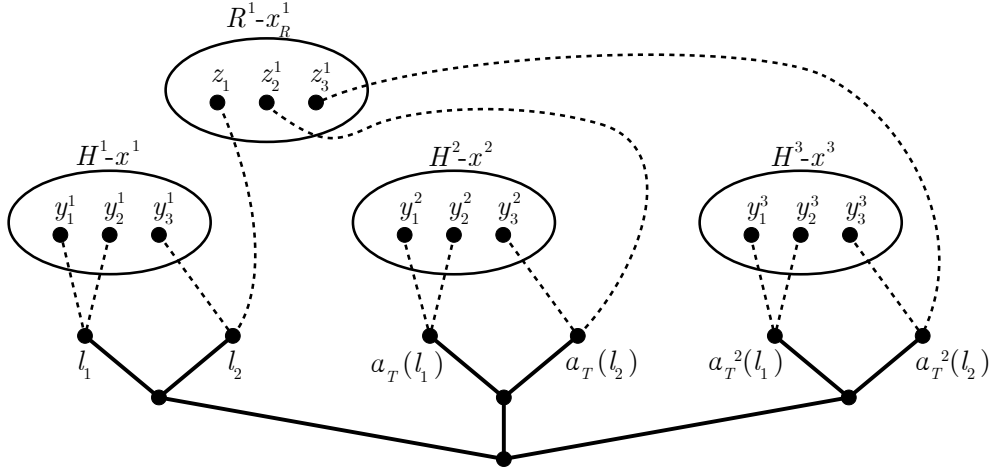 R¹-x_R¹
z₁ z₂¹ z₃¹
H¹-x¹ H²-x² H³-x³
y₁¹ y₂¹ y₃¹ y₁² y₂² y₃² y₁³ y₂³ y₃³
l₁ l₂ a_T(l₁) a_T(l₂) a_T²(l₁) a_T²(l₂)